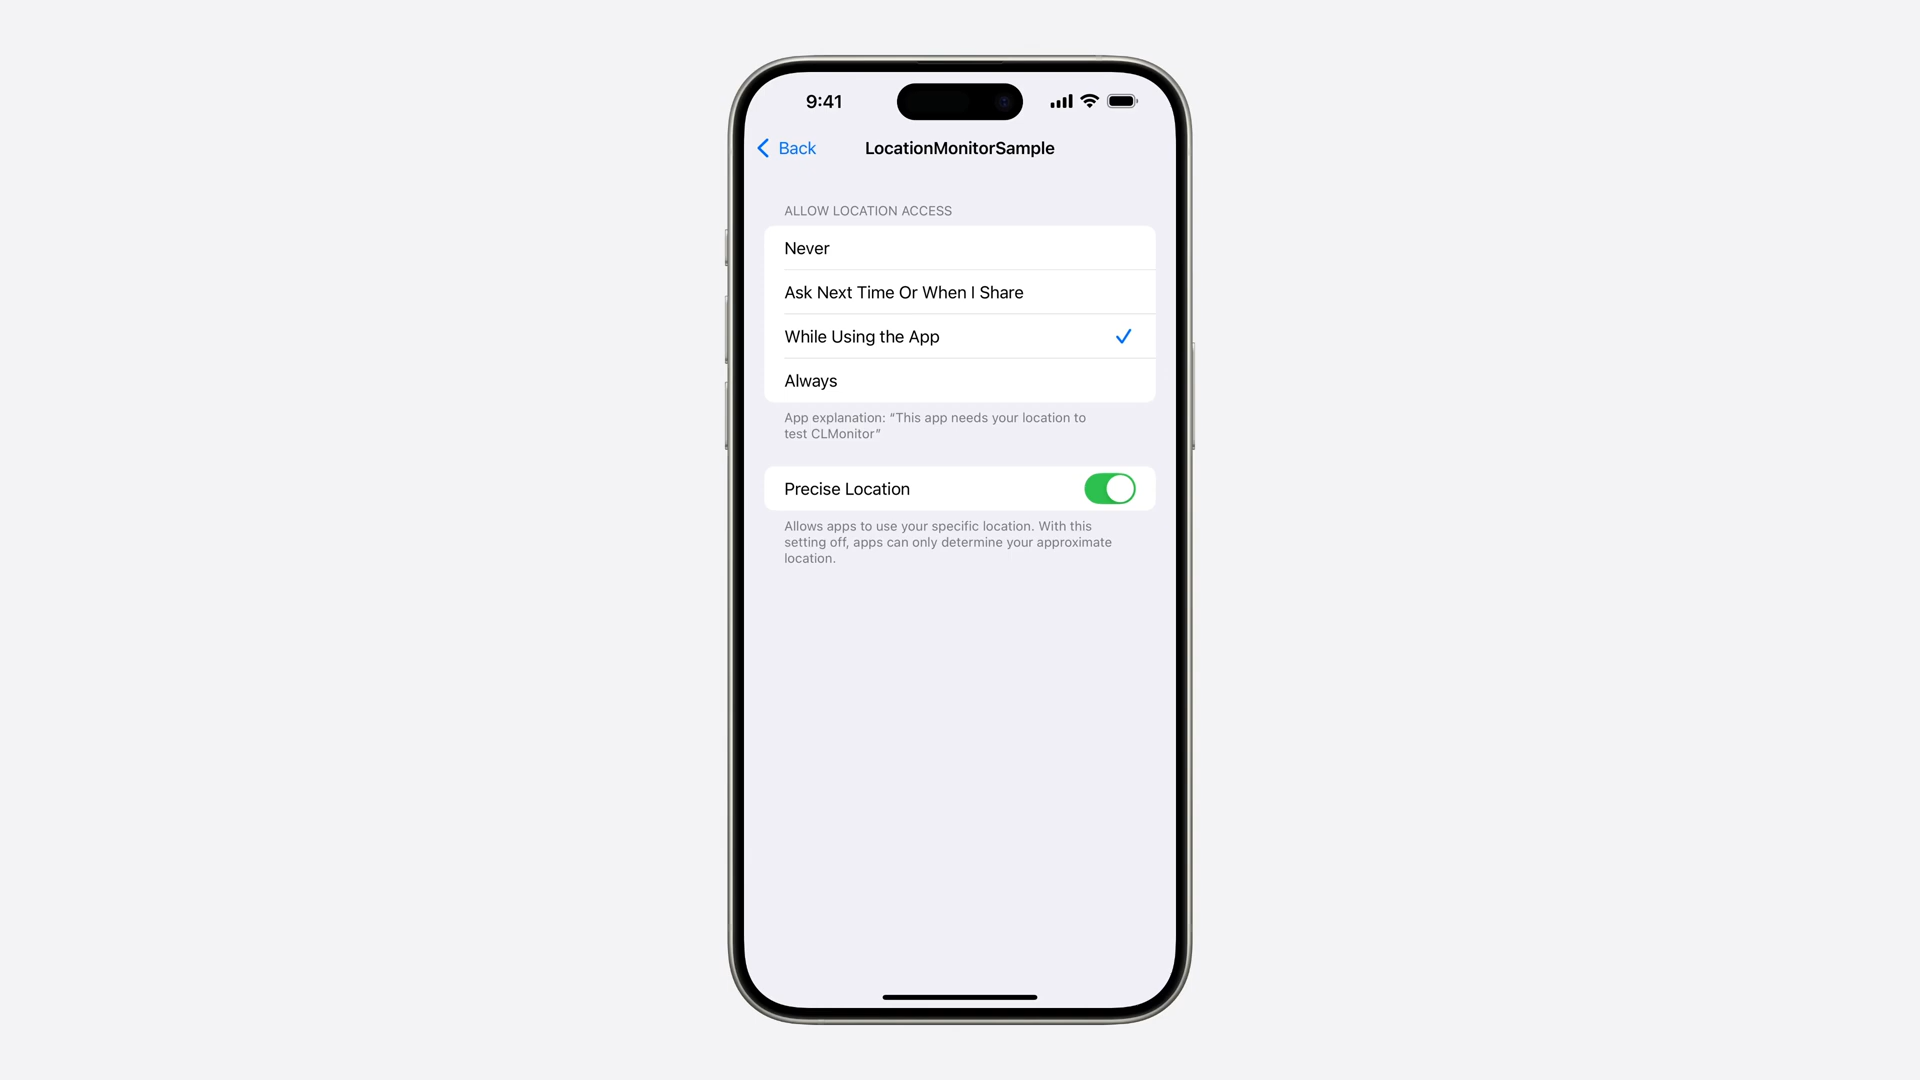 9:41
Back
LocationMonitorSample
ALLOW LOCATION ACCESS
Never
Ask Next Time Or When I Share
While Using the App
Always
App explanation: “This app needs your location to
test CLMonitor”
Precise Location
Allows apps to use your specific location. With this
setting off, apps can only determine your approximate
location.